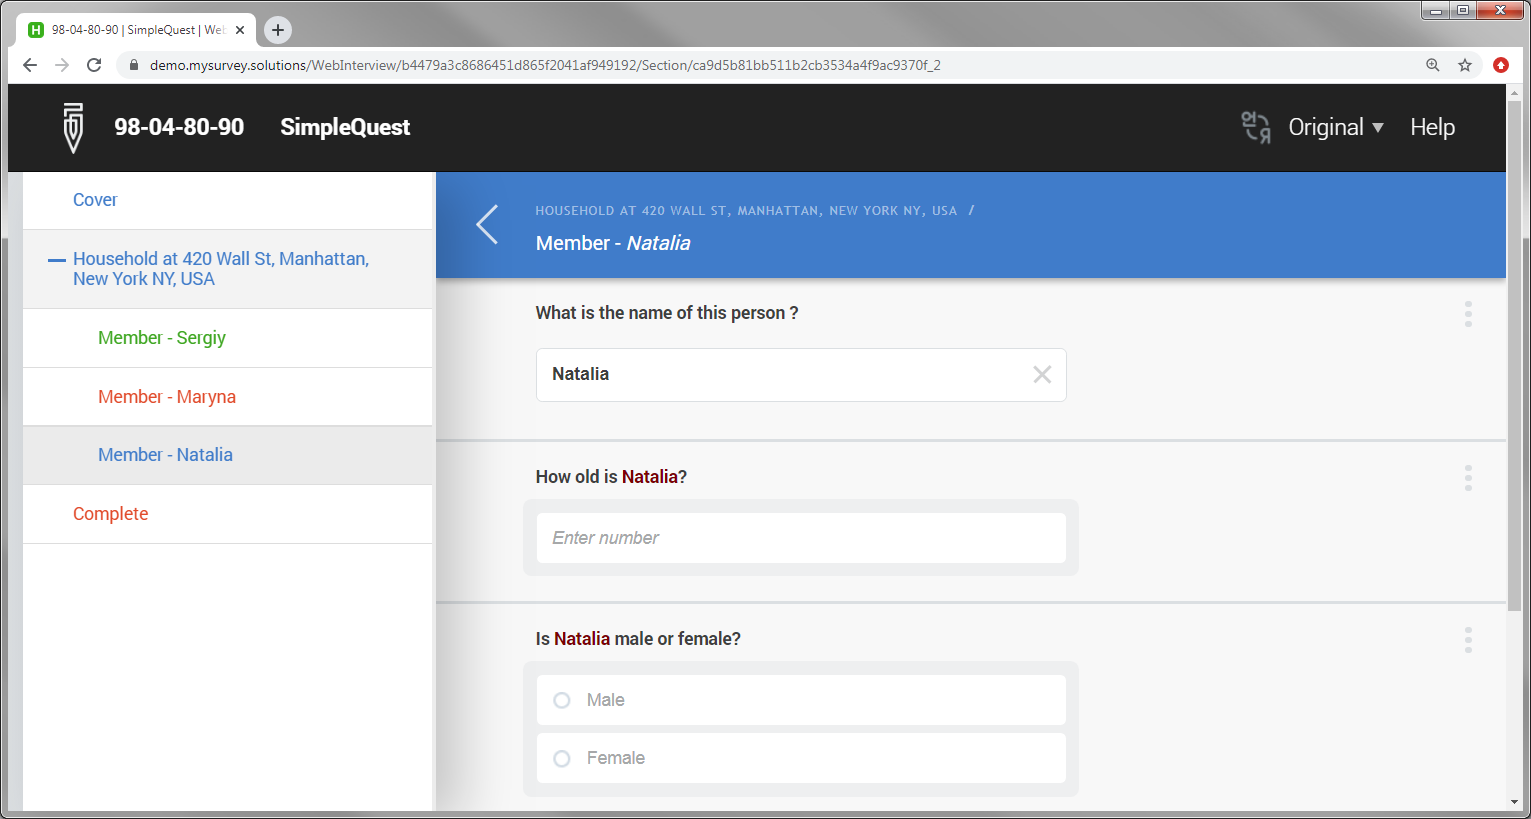 98-04-80-90 | SimpleQuest | Web
demo.mysurvey.solutions/WebInterview/b4479a3c8686451d865f2041af949192/Section/ca9d5b81bb511b2cb3534a4f9ac9370f_2
98-04-80-90 SimpleQuest
Original Help
Cover
Household at 420 Wall St, Manhattan,
New York NY, USA
Member - Sergiy
Member - Maryna
Member - Natalia
Complete
HOUSEHOLD AT 420 WALL ST, MANHATTAN, NEW YORK NY, USA /
Member - Natalia
What is the name of this person ?
Natalia
How old is Natalia?
Enter number
Is Natalia male or female?
Male
Female